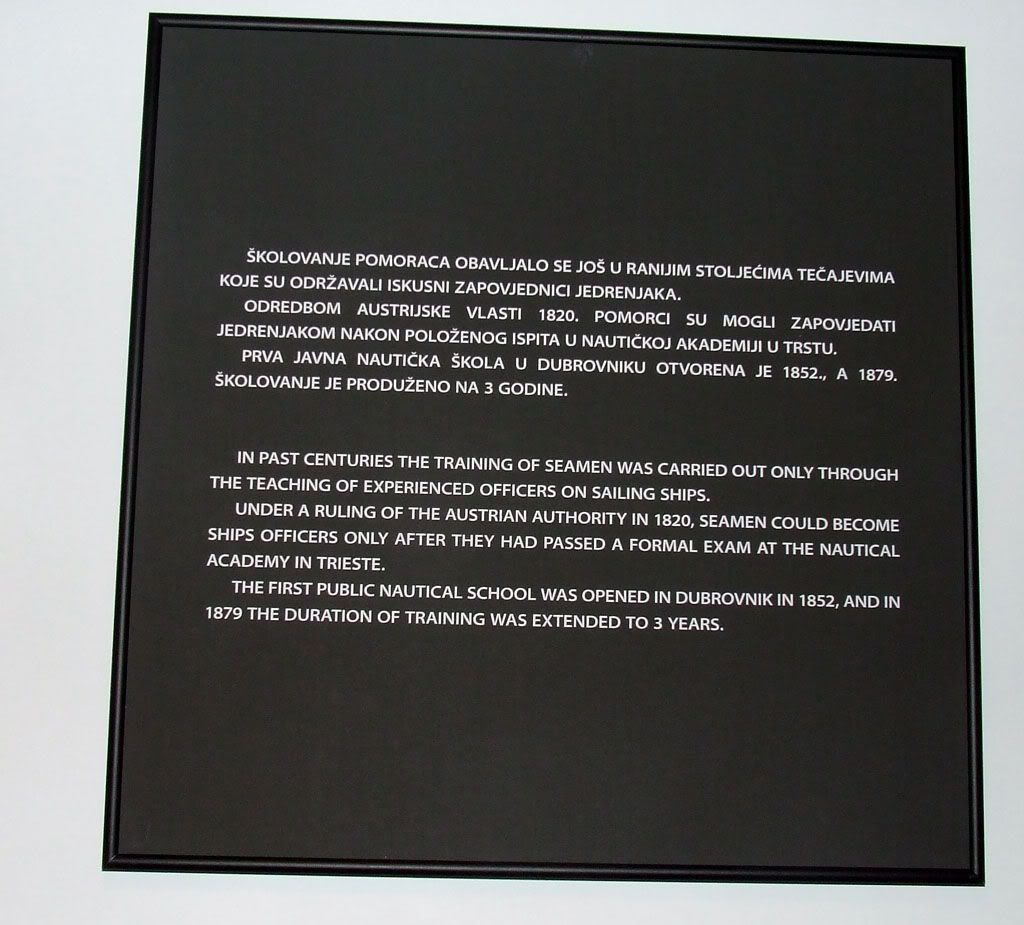 ŠKOLOVANJE POMORACA OBAVLJALO SE JOŠ U RANIJIM STOLJEĆIMA TEČAJEVIMA
KOJE SU ODRŽAVALI ISKUSNI ZAPOVJEDNICI JEDRENJAKA.
ODREDBOM AUSTRIJSKE VLASTI 1820. POMORCI SU MOGLI ZAPOVJEDATI
JEDRENJAKOM NAKON POLOŽENOG ISPITA U NAUTIČKOJ AKADEMIJI U TRSTU.
PRVA JAVNA NAUTIČKA ŠKOLA U DUBROVNIKU OTVORENA JE 1852., A 1879.
ŠKOLOVANJE JE PRODUŽENO NA 3 GODINE.
IN PAST CENTURIES THE TRAINING OF SEAMEN WAS CARRIED OUT ONLY THROUGH
THE TEACHING OF EXPERIENCED OFFICERS ON SAILING SHIPS.
UNDER A RULING OF THE AUSTRIAN AUTHORITY IN 1820, SEAMEN COULD BECOME
SHIPS OFFICERS ONLY AFTER THEY HAD PASSED A FORMAL EXAM AT THE NAUTICAL
ACADEMY IN TRIESTE.
THE FIRST PUBLIC NAUTICAL SCHOOL WAS OPENED IN DUBROVNIK IN 1852, AND IN
1879 THE DURATION OF TRAINING WAS EXTENDED TO 3 YEARS.